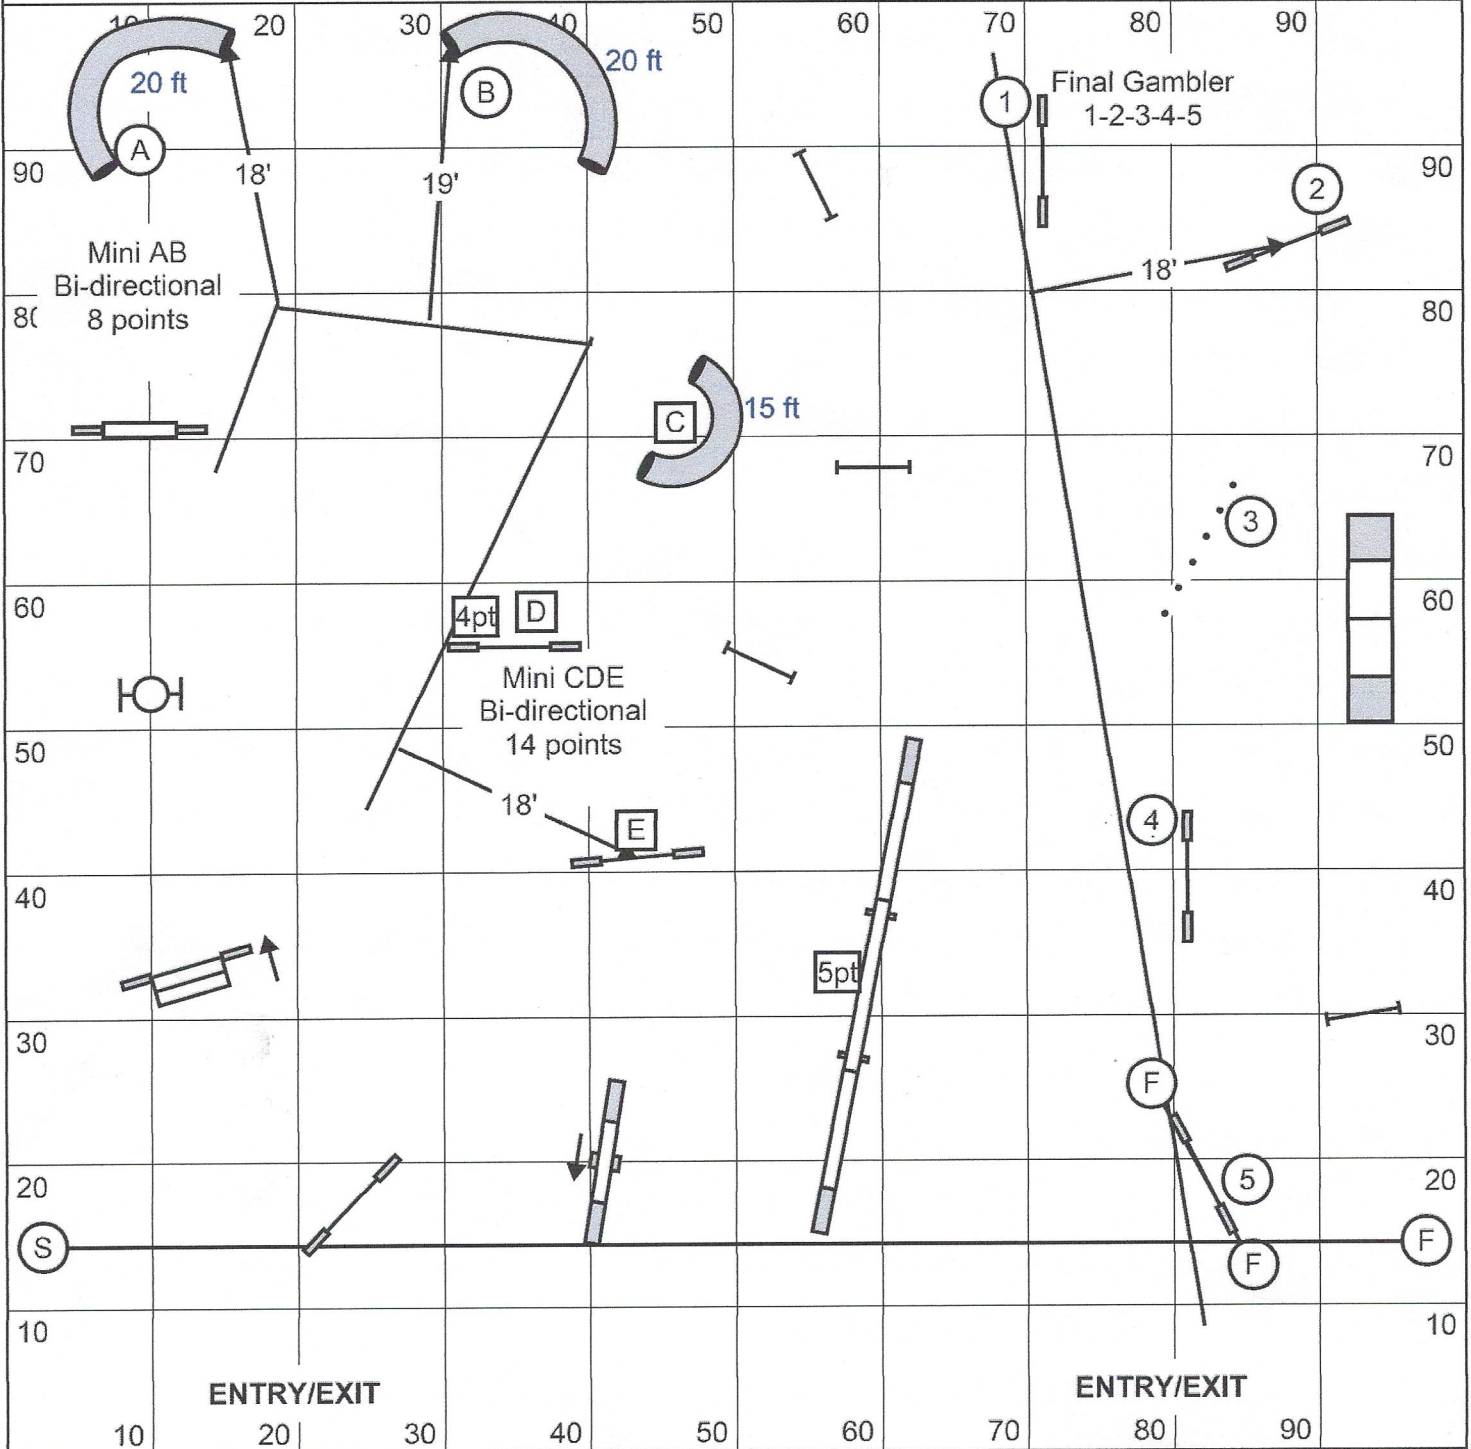 10 20 30 40 50 60 70 80 90
20 ft
20 ft
B
1
Final Gambler
1-2-3-4-5
A
90
18'
19'
90
2
Mini AB
Bi-directional
8 points
18'
80
80
C
15 ft
70
70
3
60
4pt
D
60
Mini CDE
Bi-directional
14 points
50
50
18'
E
4
40
40
5pt
30
30
F
20
5
20
S
F
F
10
10
ENTRY/EXIT
ENTRY/EXIT
10 20 30 40 50 60 70 80 90